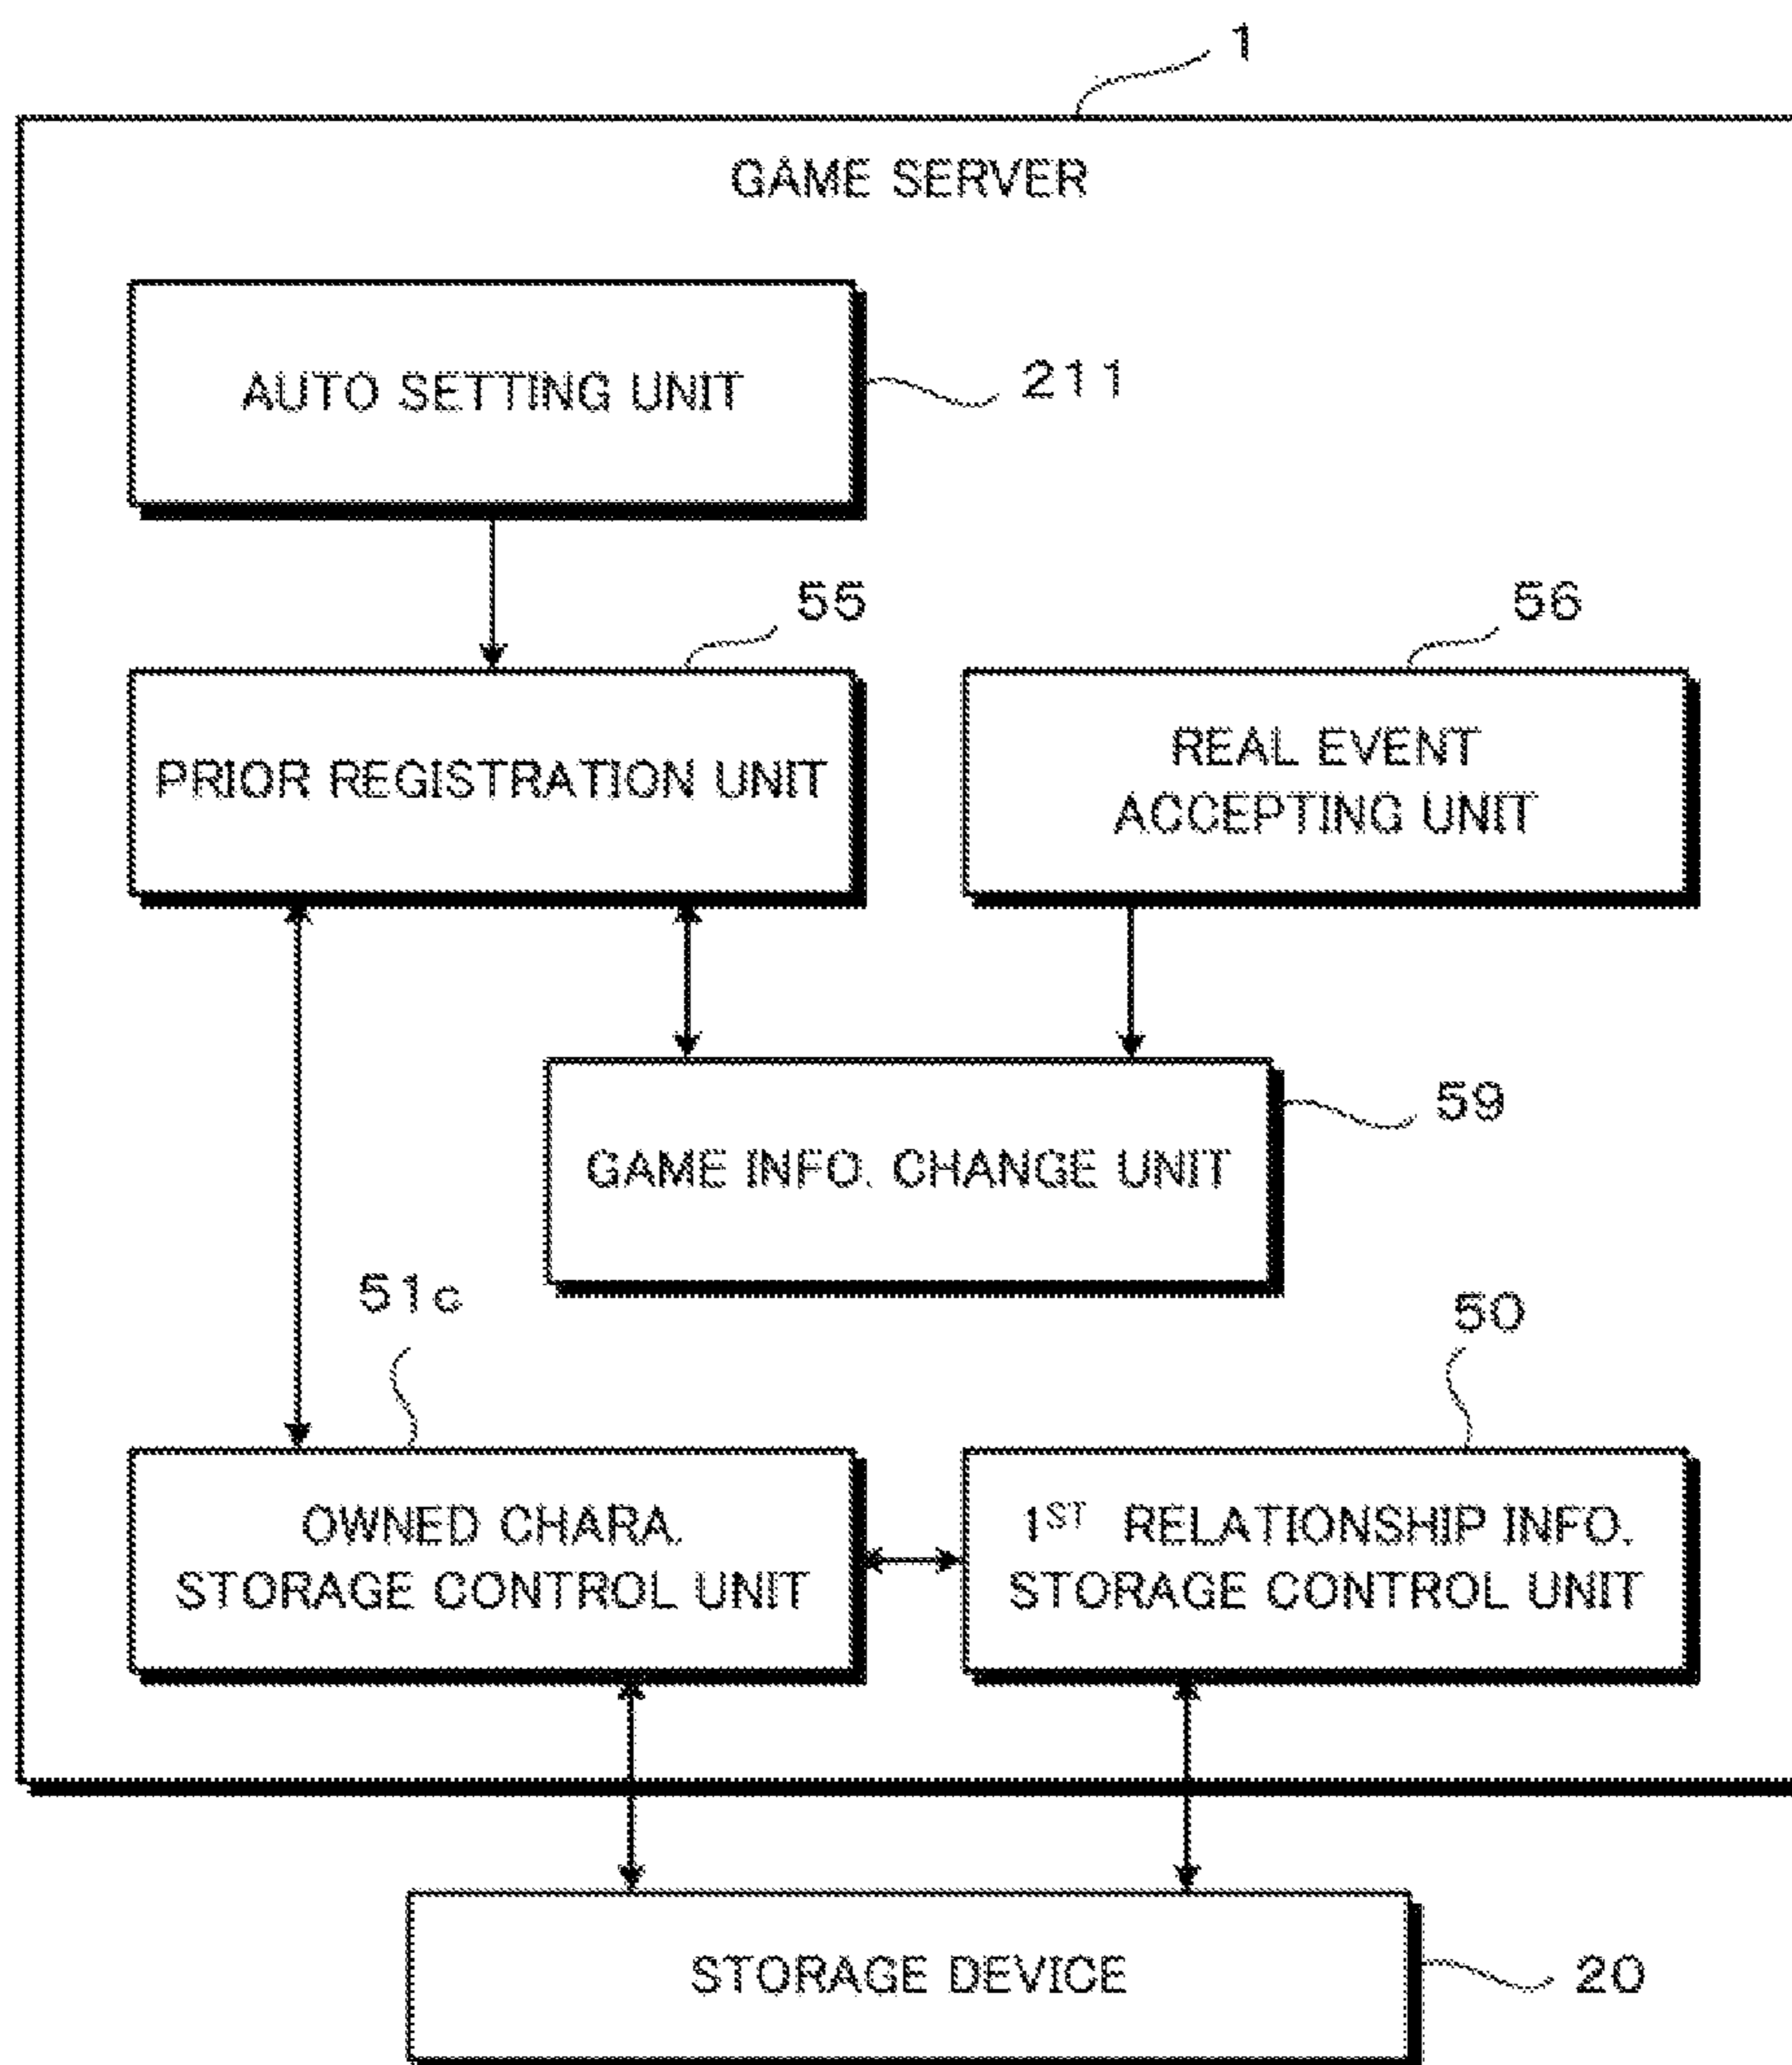 1
GAME SERVER
AUTO SETTING UNIT
211
55
56
PRIOR REGISTRATION UNIT
REAL EVENT
ACCEPTING UNIT
59
GAME INFO. CHANGE UNIT
51c
50
OWNED CHARA.
STORAGE CONTROL UNIT
1ST RELATIONSHIP INFO.
STORAGE CONTROL UNIT
STORAGE DEVICE
20